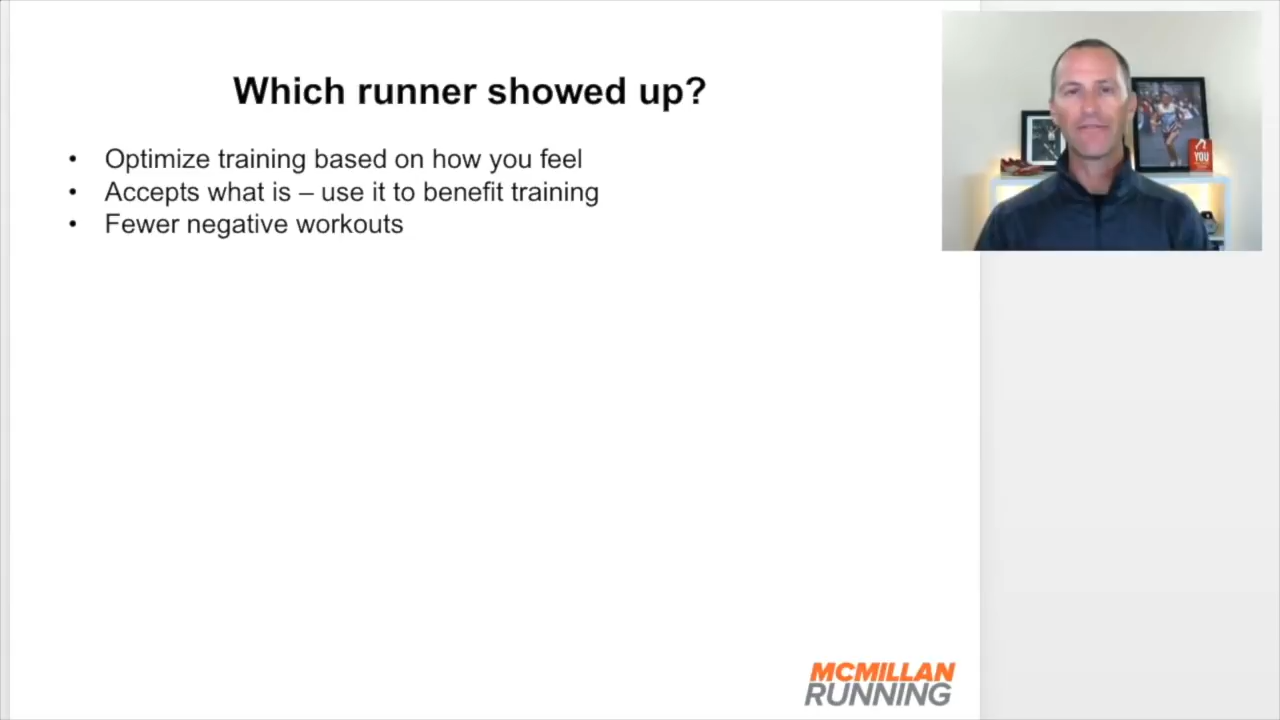 Which runner showed up?
• Optimize training based on how you feel
• Accepts what is – use it to benefit training
• Fewer negative workouts
YOU
MCMILLAN
RUNNING